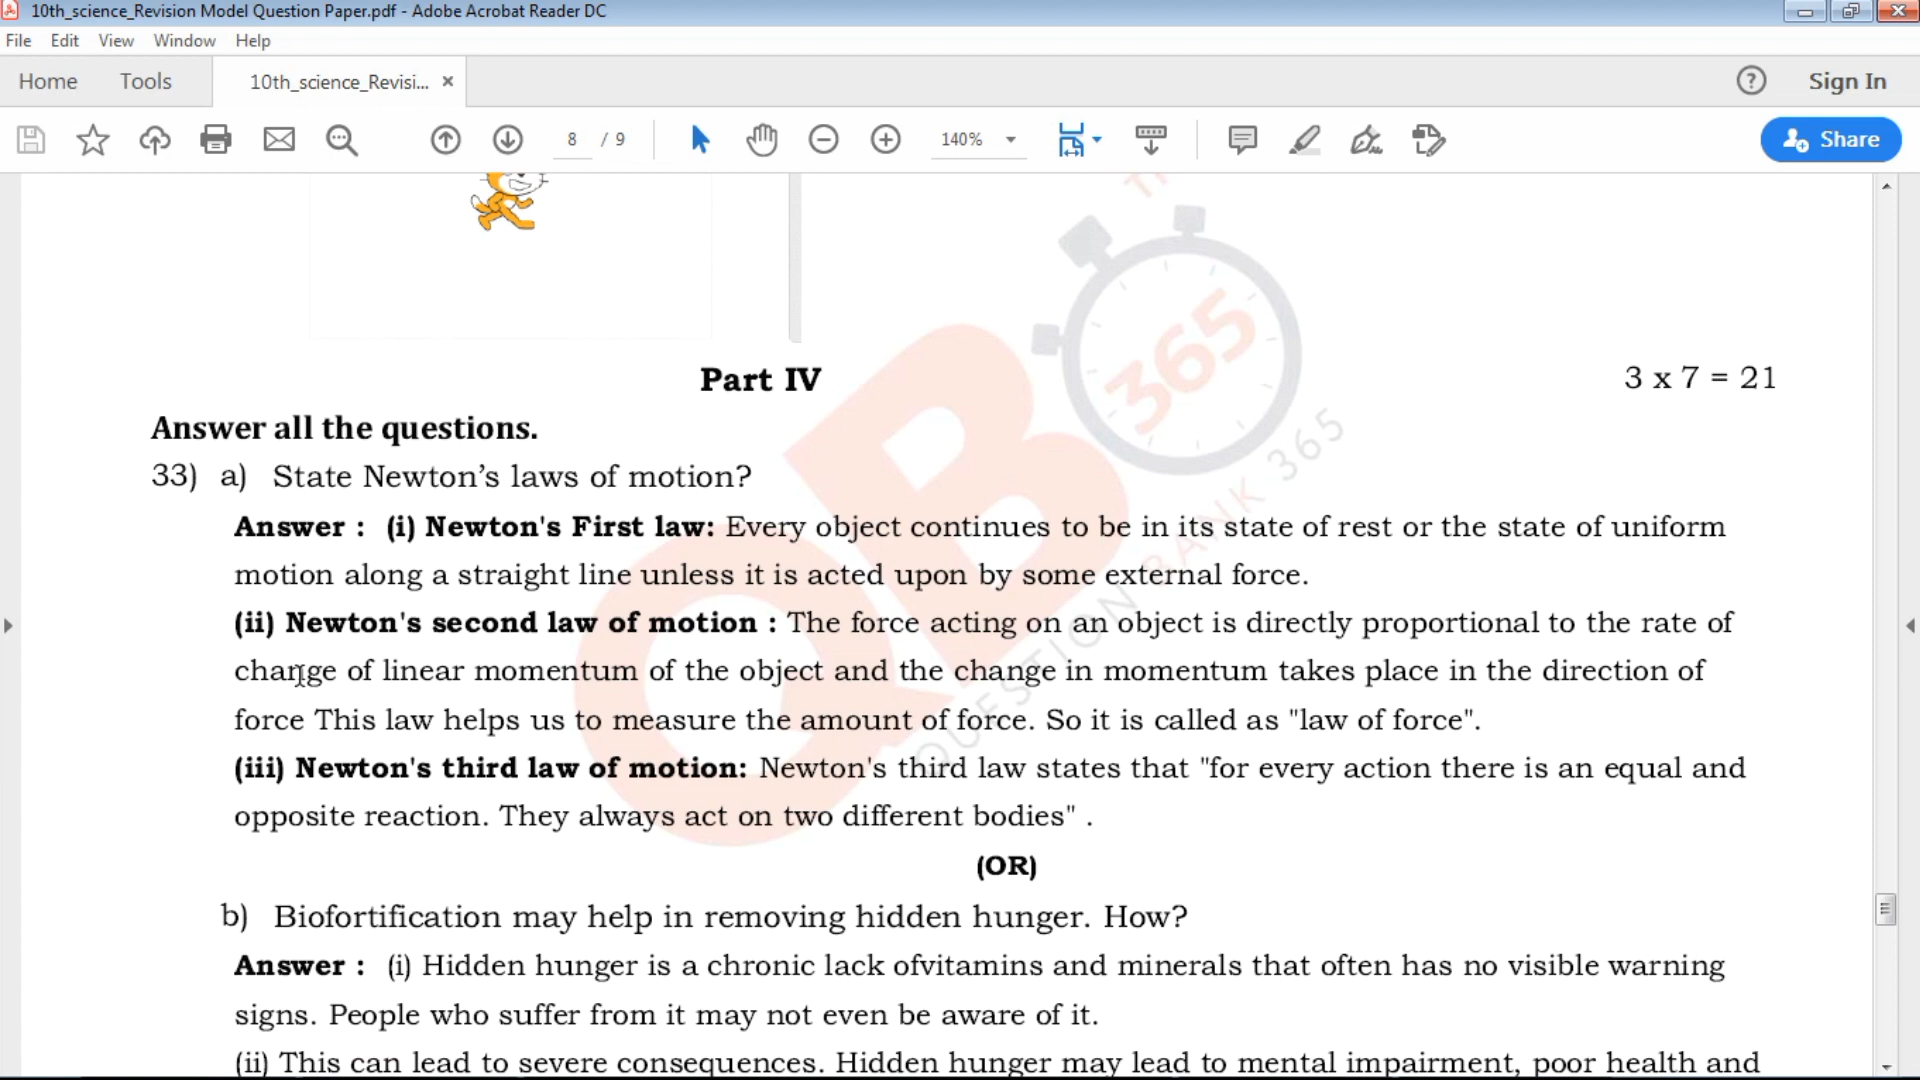 10th_science_Revision Model Question Paper.pdf - Adobe Acrobat Reader DC
File Edit View Window Help
Home Tools 10th_science_Revisi... × ? Sign In
8 / 9 140% Share
Part IV 3 x 7 = 21
Answer all the questions.
33) a) State Newton’s laws of motion?
Answer : (i) Newton's First law: Every object continues to be in its state of rest or the state of uniform
motion along a straight line unless it is acted upon by some external force.
(ii) Newton's second law of motion : The force acting on an object is directly proportional to the rate of
change of linear momentum of the object and the change in momentum takes place in the direction of
force This law helps us to measure the amount of force. So it is called as "law of force".
(iii) Newton's third law of motion: Newton's third law states that "for every action there is an equal and
opposite reaction. They always act on two different bodies" .
(OR)
b) Biofortification may help in removing hidden hunger. How?
Answer : (i) Hidden hunger is a chronic lack ofvitamins and minerals that often has no visible warning
signs. People who suffer from it may not even be aware of it.
(ii) This can lead to severe consequences. Hidden hunger may lead to mental impairment, poor health and
QB
365
QUESTION BANK 365